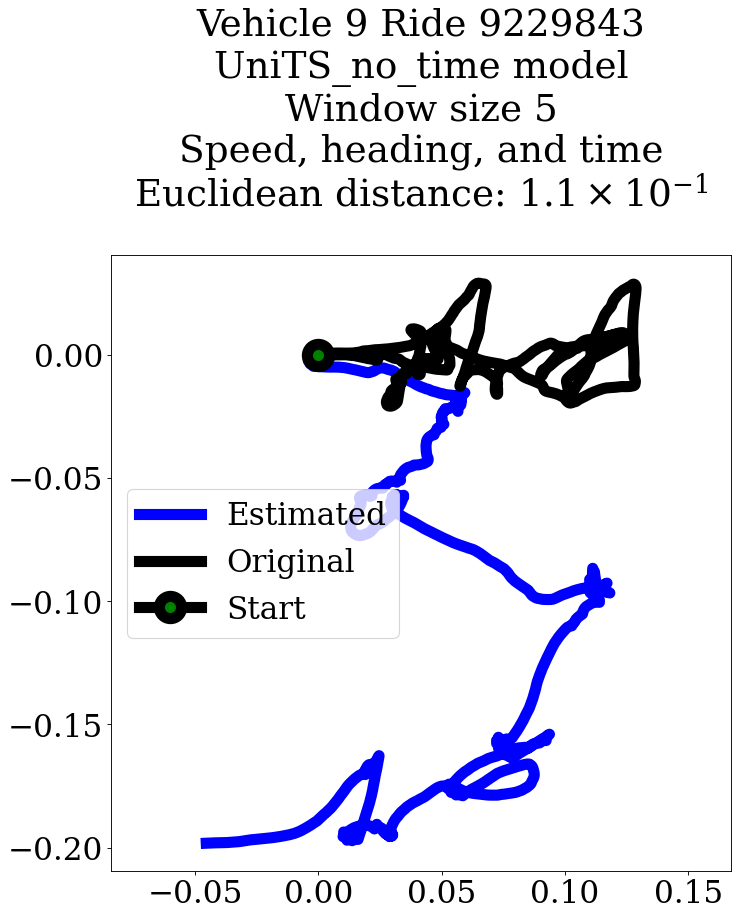 Vehicle 9 Ride 9229843
UniTS_no_time model
Window size 5
Speed, heading, and time
Euclidean distance: 1.1 × 10⁻¹
0.00
−0.05
−0.10
−0.15
−0.20
Estimated
Original
Start
−0.05 0.00 0.05 0.10 0.15